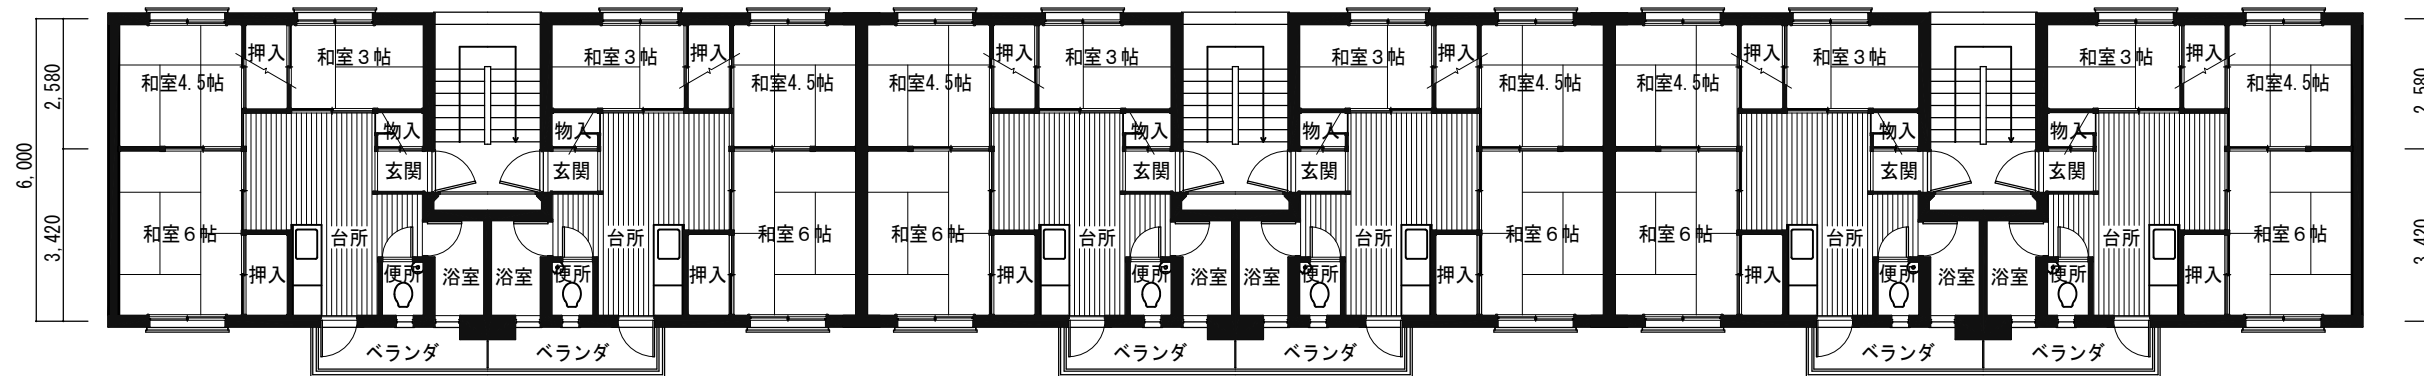 押入 和室３帖 和室３帖 押入 押入 和室３帖 和室３帖 押入 押入 和室３帖 和室３帖 押入
和室4.5帖 和室4.5帖 和室4.5帖 和室4.5帖 和室4.5帖 和室4.5帖
2,580 2,580
物入 物入 物入 物入 物入 物入
6,000
玄関 玄関 玄関 玄関 玄関 玄関
和室６帖 台所 台所 和室６帖 和室６帖 台所 台所 和室６帖 和室６帖 台所 台所 和室６帖
3,420 3,420
押入 便所 浴室 浴室 便所 押入 押入 便所 浴室 浴室 便所 押入 押入 便所 浴室 浴室 便所 押入
ベランダ ベランダ ベランダ ベランダ ベランダ ベランダ